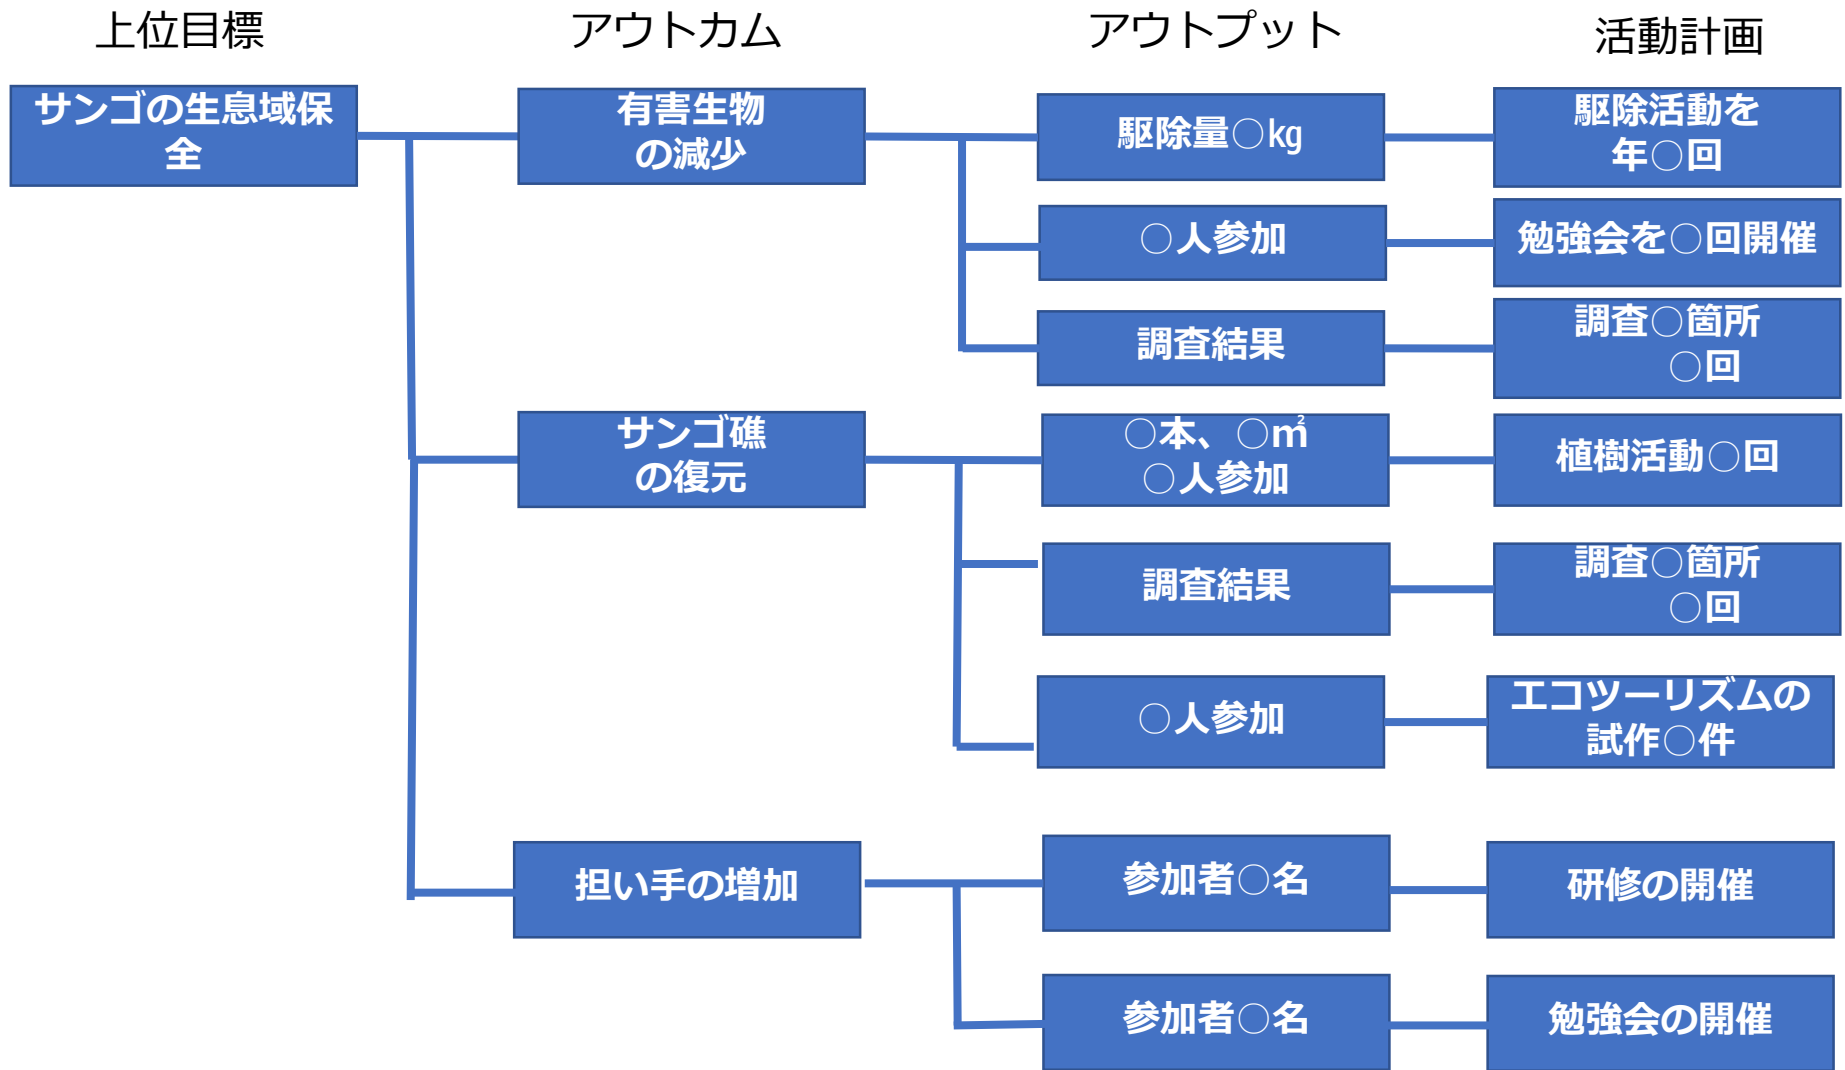 上位目標
アウトカム
アウトプット
活動計画
サンゴの生息域保
全
有害生物
の減少
駆除量○㎏
駆除活動を
年○回
○人参加
勉強会を○回開催
調査結果
調査○箇所
○回
サンゴ礁
の復元
○本、○㎡
○人参加
植樹活動○回
調査結果
調査○箇所
○回
○人参加
エコツーリズムの
試作○件
担い手の増加
参加者○名
研修の開催
参加者○名
勉強会の開催